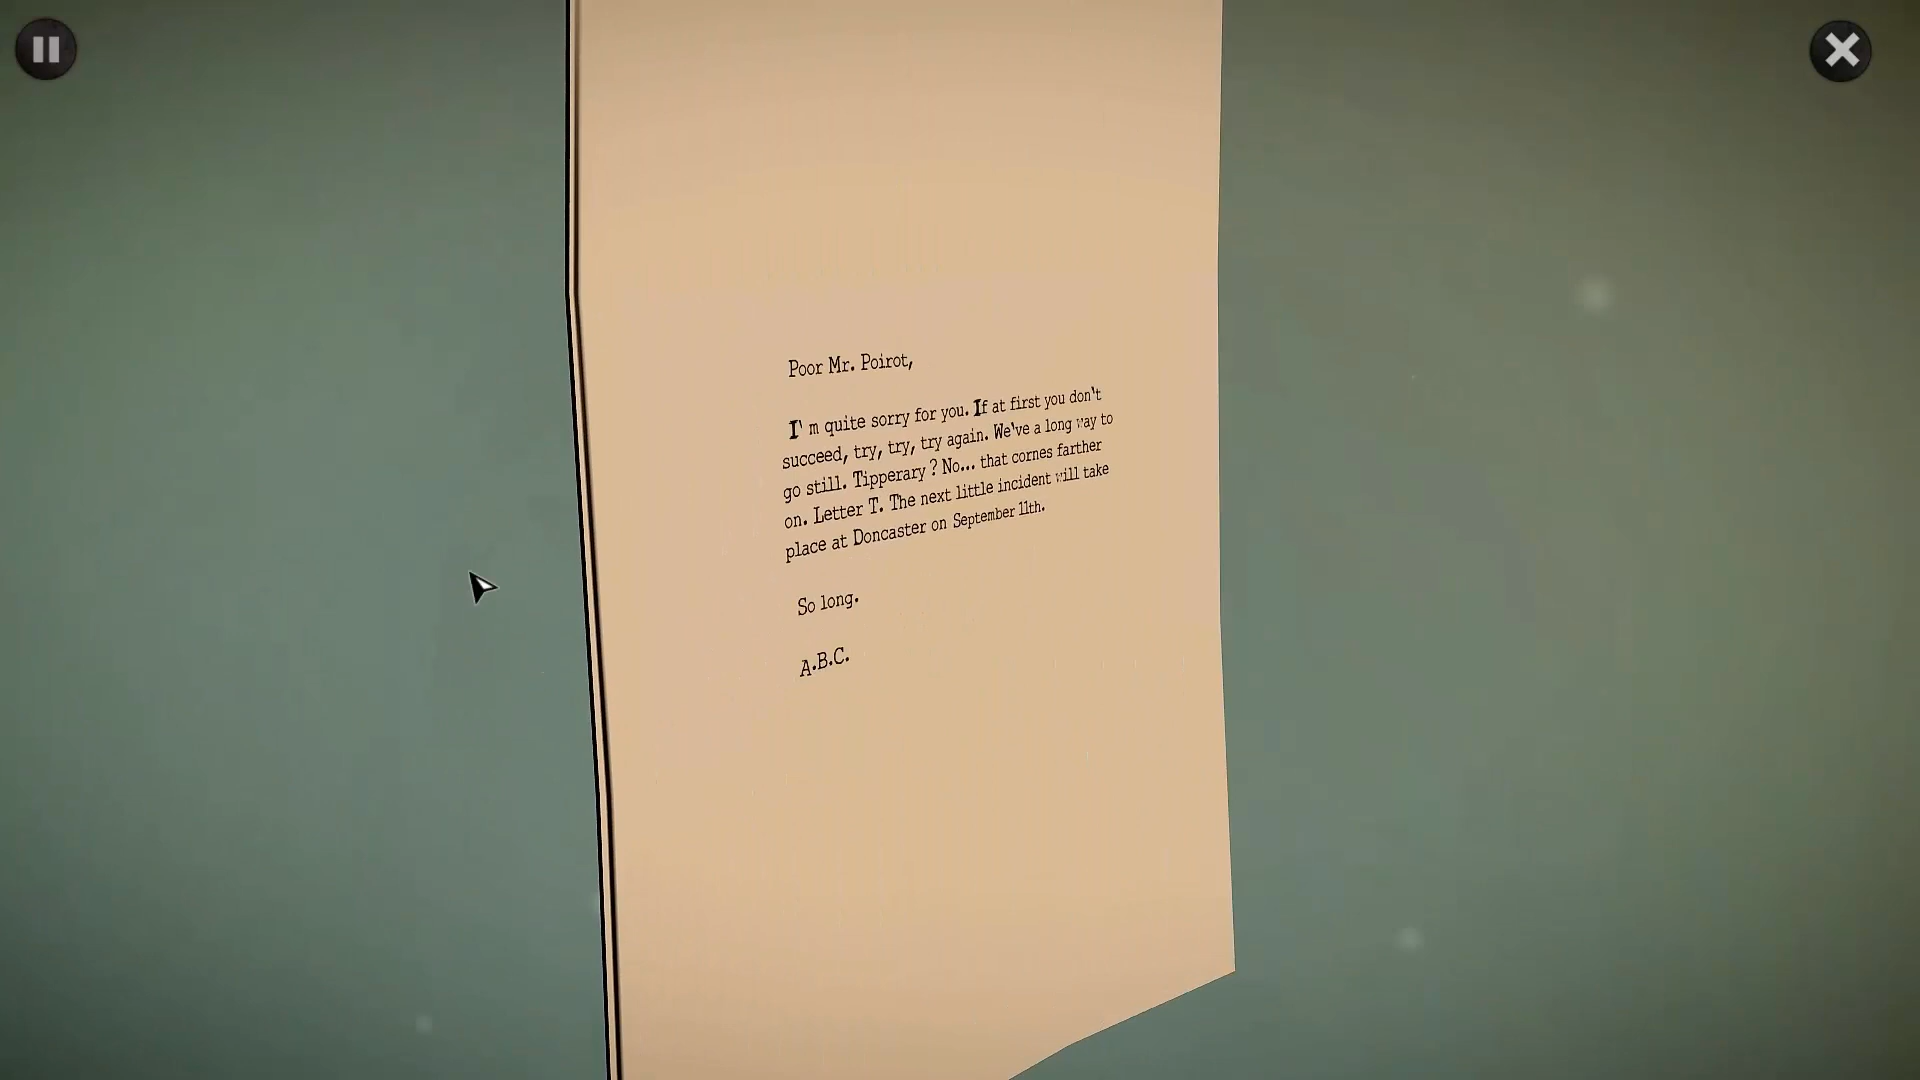 Poor Mr. Poirot,
I' m quite sorry for you. If at first you don't
succeed, try, try, try again. We've a long way to
go still. Tipperary ? No... that cornes farther
on. Letter T. The next little incident will take
place at Doncaster on September 11th.
So long.
A.B.C.